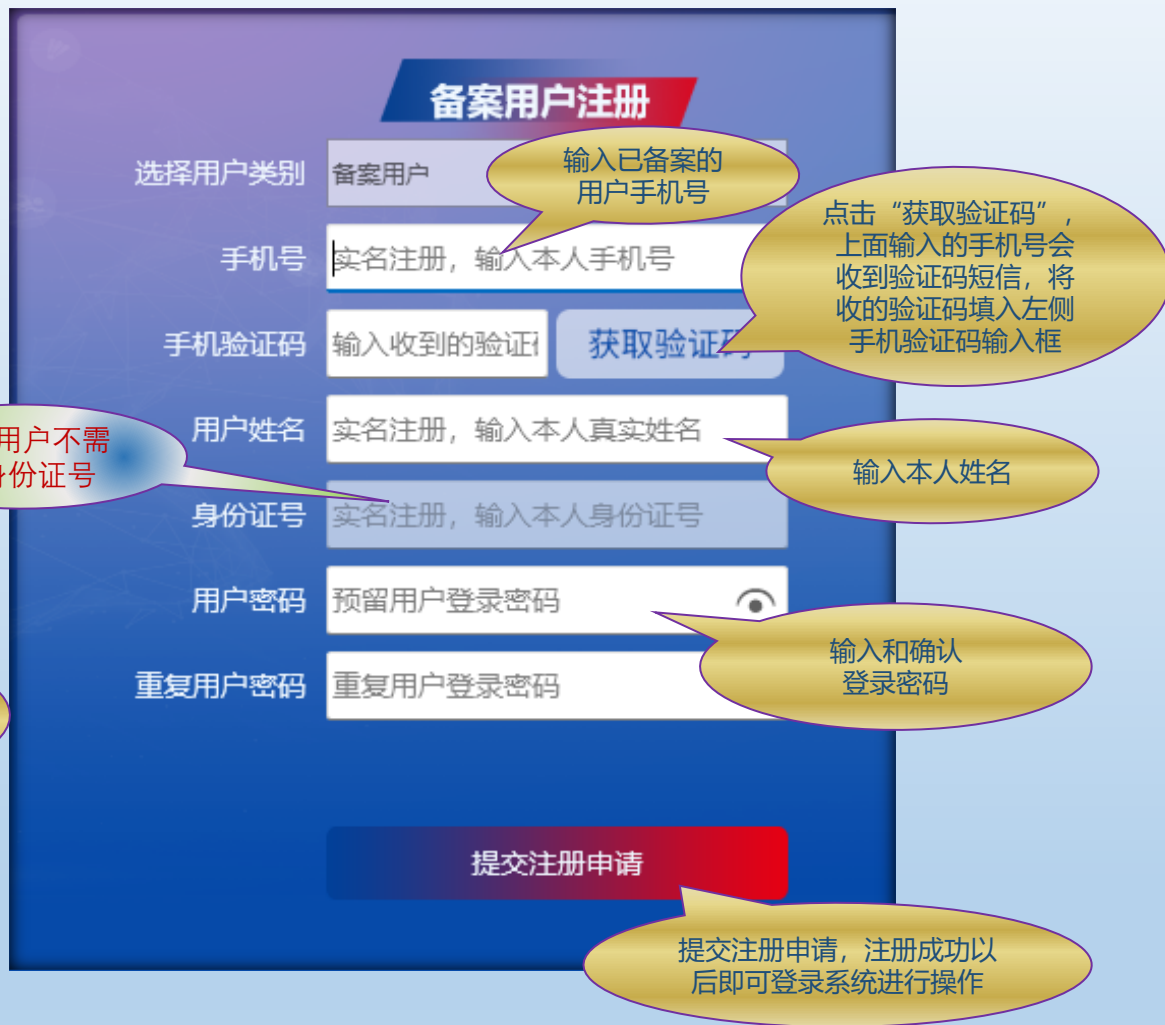 备案用户注册
选择用户类别
备案用户
输入已备案的
用户手机号
手机号
实名注册，输入本人手机号
点击“获取验证码”，
上面输入的手机号会
收到验证码短信，将
收的验证码填入左侧
手机验证码输入框
手机验证码
输入收到的验证
获取验证
用户姓名
实名注册，输入本人真实姓名
输入本人姓名
用户不需
份证号
身份证号
实名注册，输入本人身份证号
用户密码
预留用户登录密码
输入和确认
登录密码
重复用户密码
重复用户登录密码
提交注册申请
提交注册申请，注册成功以
后即可登录系统进行操作